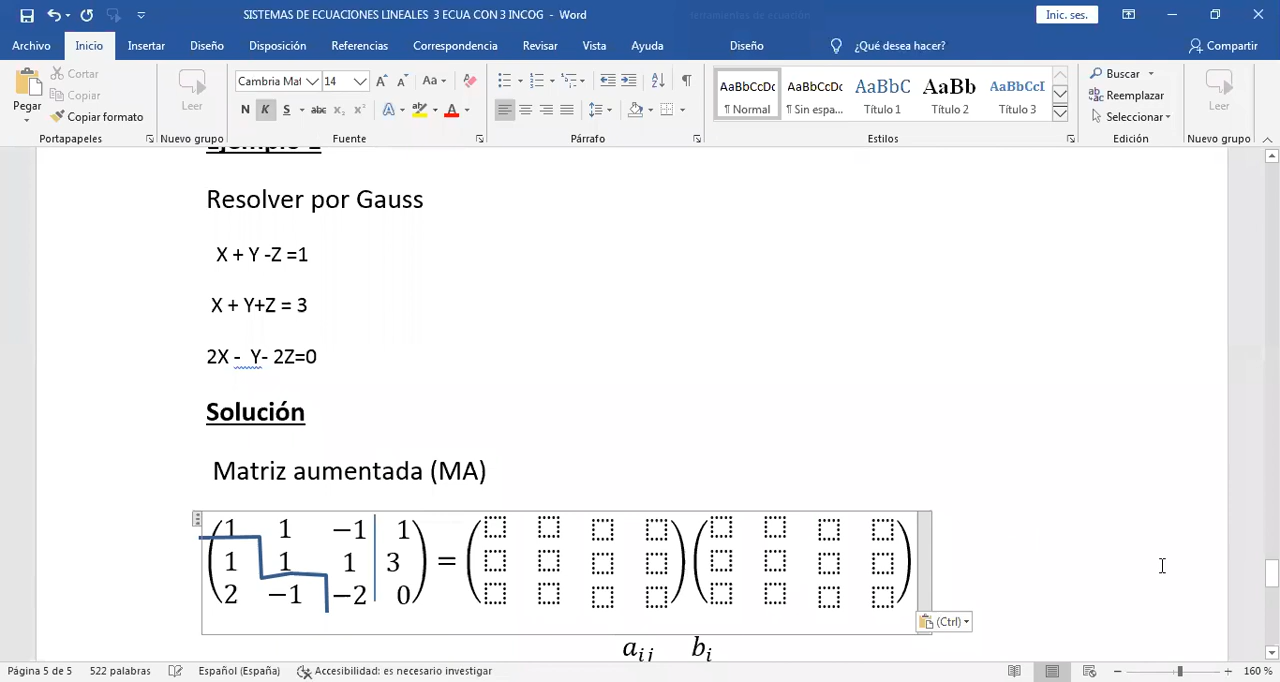 SISTEMAS DE ECUACIONES LINEALES 3 ECUA CON 3 INCOG - Word
Inic. ses.
Archivo Inicio Insertar Diseño Disposición Referencias Correspondencia Revisar Vista Ayuda Diseño ¿Qué desea hacer? Compartir
Pegar
Cortar
Copiar
Copiar formato
Portapapeles
Leer
Nuevo grupo
Cambria Mat 14
N K S abc x₂ x² A A
Fuente
Párrafo
AaBbCcDc AaBbCcDc AaBbC AaBb AaBbCcI
¶ Normal ¶ Sin espa... Título 1 Título 2 Título 3
Estilos
Buscar
Reemplazar
Seleccionar
Edición
Leer
Nuevo grupo
Resolver por Gauss
X + Y -Z =1
X + Y+Z = 3
2X - Y- 2Z=0
Solución
Matriz aumentada (MA)
1 1 −1 1
1 1 1 3 =
2 −1 −2 0
(Ctrl)
aᵢⱼ bᵢ
Página 5 de 5 522 palabras Español (España) Accesibilidad: es necesario investigar 160 %